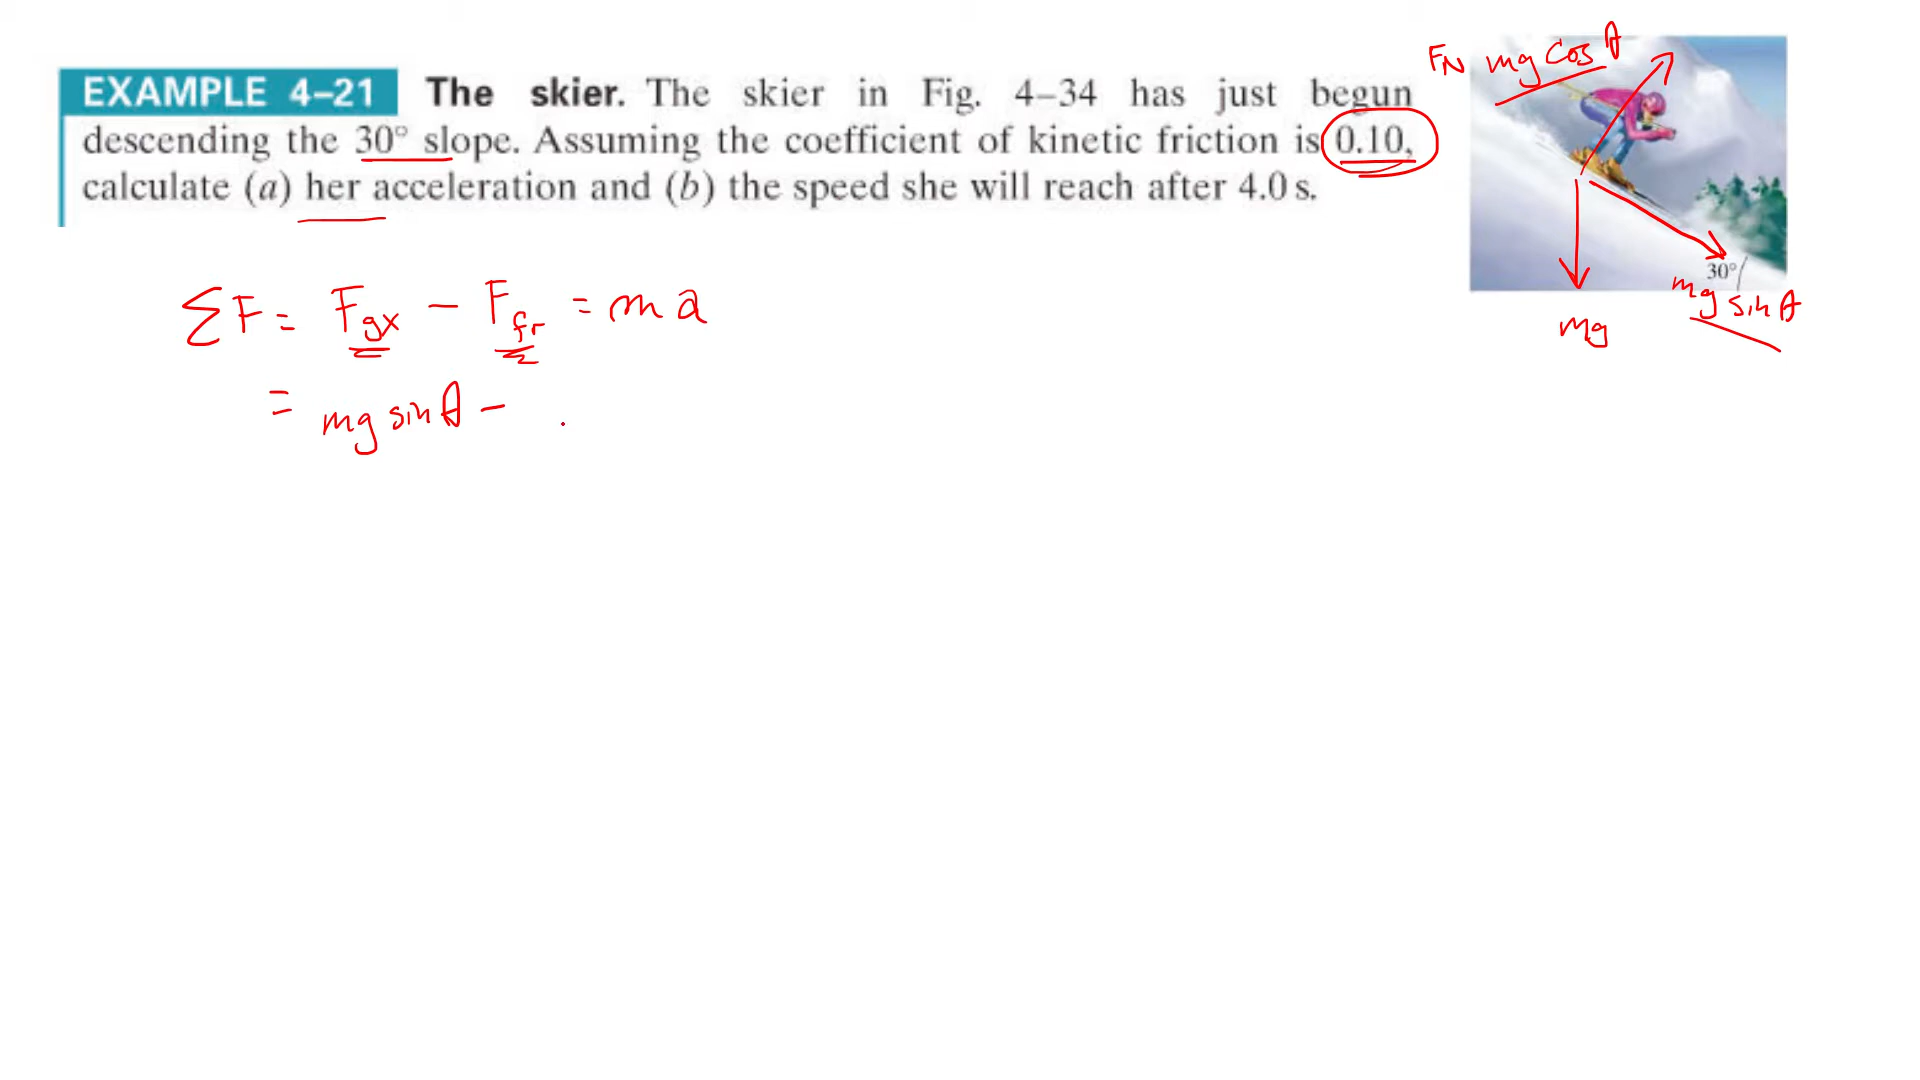 EXAMPLE 4–21 The skier. The skier in Fig. 4–34 has just begun
descending the 30° slope. Assuming the coefficient of kinetic friction is 0.10,
calculate (a) her acceleration and (b) the speed she will reach after 4.0 s.
FN mg cos θ
30°
mg sin θ
mg
ΣF = Fgx − Ffr = ma
= mg sin θ −